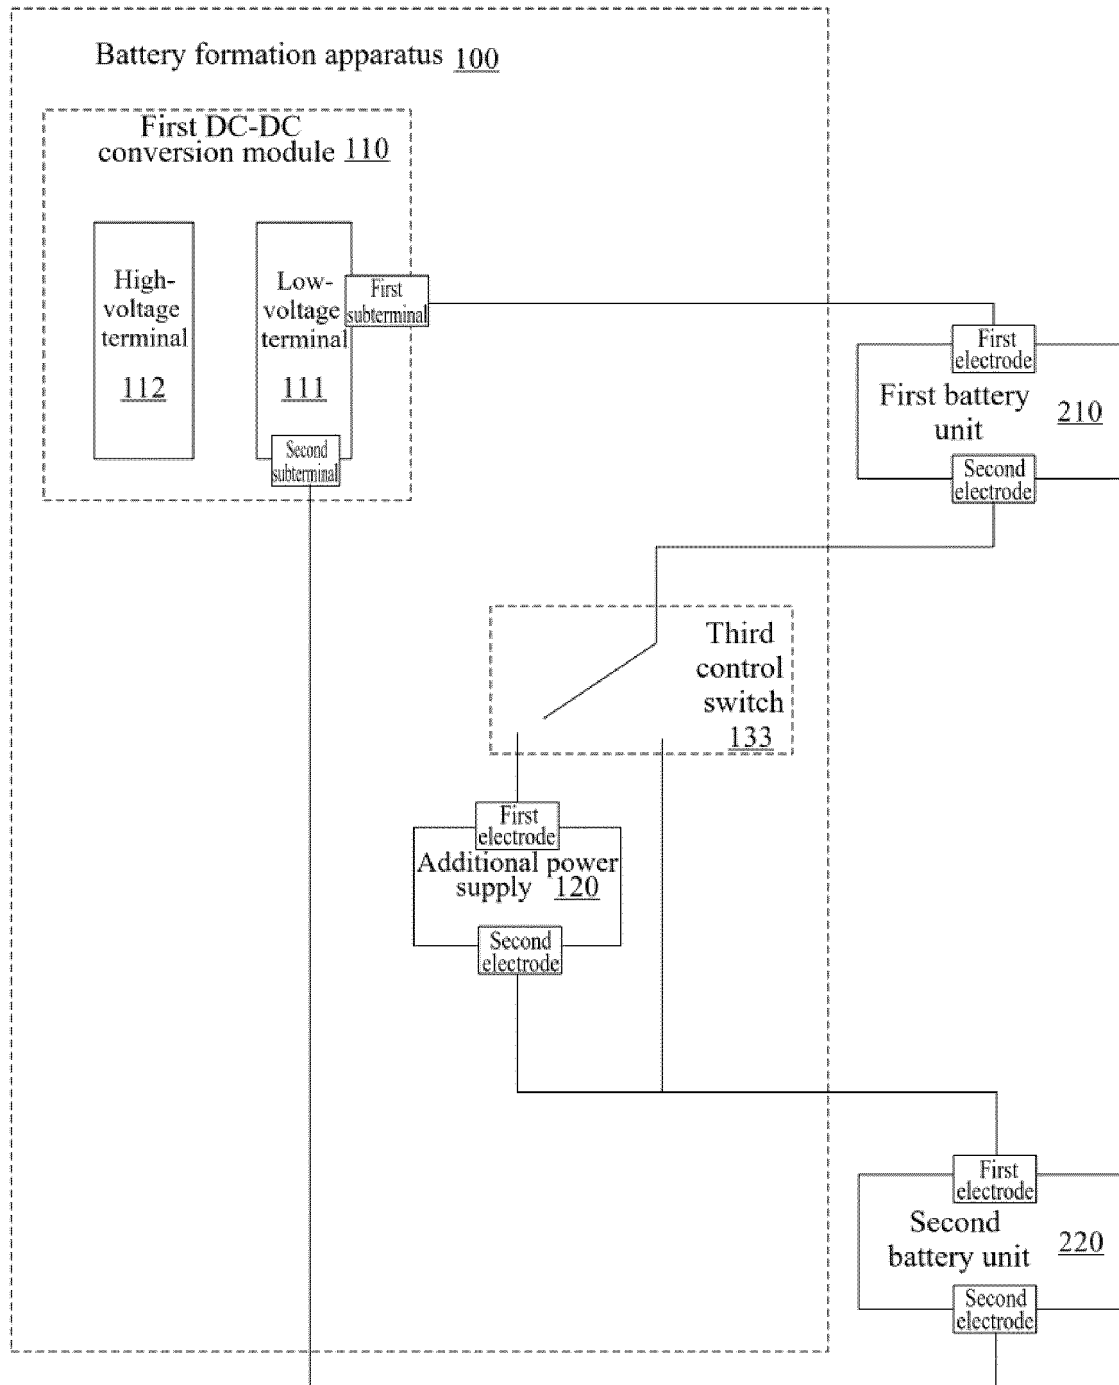 Battery formation apparatus 100
First DC-DC
conversion module 110
High-
voltage
terminal
112
Low-
voltage
terminal
111
First
subterminal
Second
subterminal
First
electrode
First battery
unit
210
Second
electrode
Third
control
switch
133
First
electrode
Additional power
supply 120
Second
electrode
First
electrode
Second
battery unit
220
Second
electrode